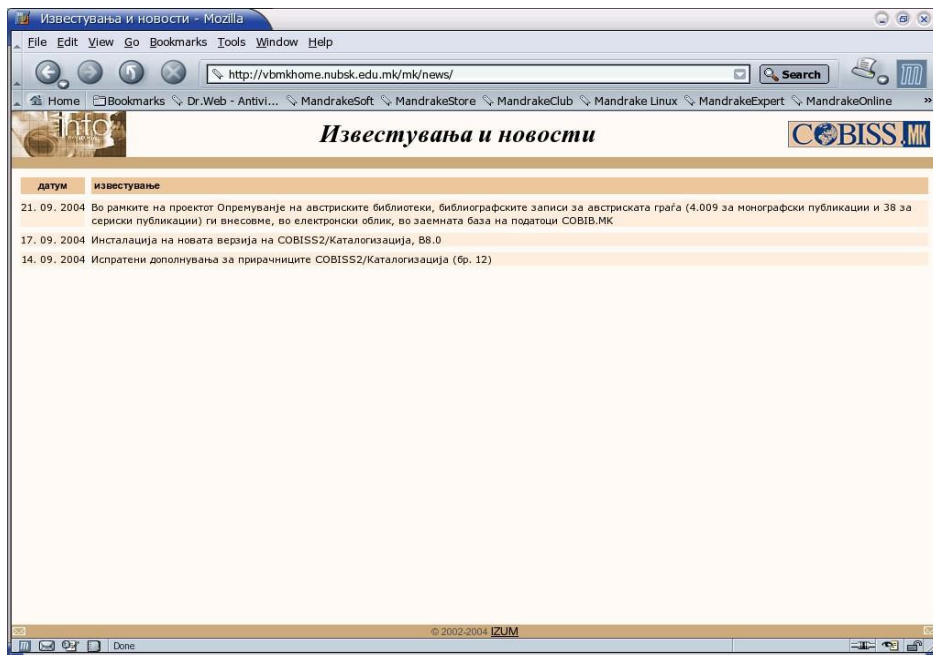 Известувања и новости - Mozilla
File Edit View Go Bookmarks Tools Window Help
http://vbmkhome.nubsk.edu.mk/mk/news/ Search
Home Bookmarks Dr.Web - Antivi... MandrakeSoft MandrakeStore MandrakeClub Mandrake Linux MandrakeExpert MandrakeOnline »
info Известувања и новости COBISS.MK
датум известување
21. 09. 2004 Во рамките на проектот Опремувањје на австриските библиотеки, библиографските записи за австриската граѓа (4.009 за монографски публикации и 38 за
сериски публикации) ги внесовме, во електронски облик, во заемната база на податоци COBIB.MK
17. 09. 2004 Инсталација на новата верзија на COBISS2/Каталогизација, В8.0
14. 09. 2004 Испратени дополнувања за прирачниците COBISS2/Каталогизација (бр. 12)
© 2002-2004 IZUM
Done